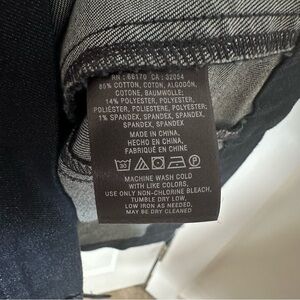 RN : 66170 CA : 32054
85% COTTON, COTON, ALGODÓN,
COTONE, BAUMWOLLE;
14% POLYESTER, POLYESTER,
POLIÉSTER, POLIESTERE, POLYESTER;
1% SPANDEX, SPANDEX, SPANDEX,
SPANDEX, SPANDEX
MADE IN CHINA,
HECHO EN CHINA,
FABRIQUÉ EN CHINE
30
MACHINE WASH COLD
WITH LIKE COLORS,
USE ONLY NON-CHLORINE BLEACH,
TUMBLE DRY LOW,
LOW IRON AS NEEDED,
MAY BE DRY CLEANED